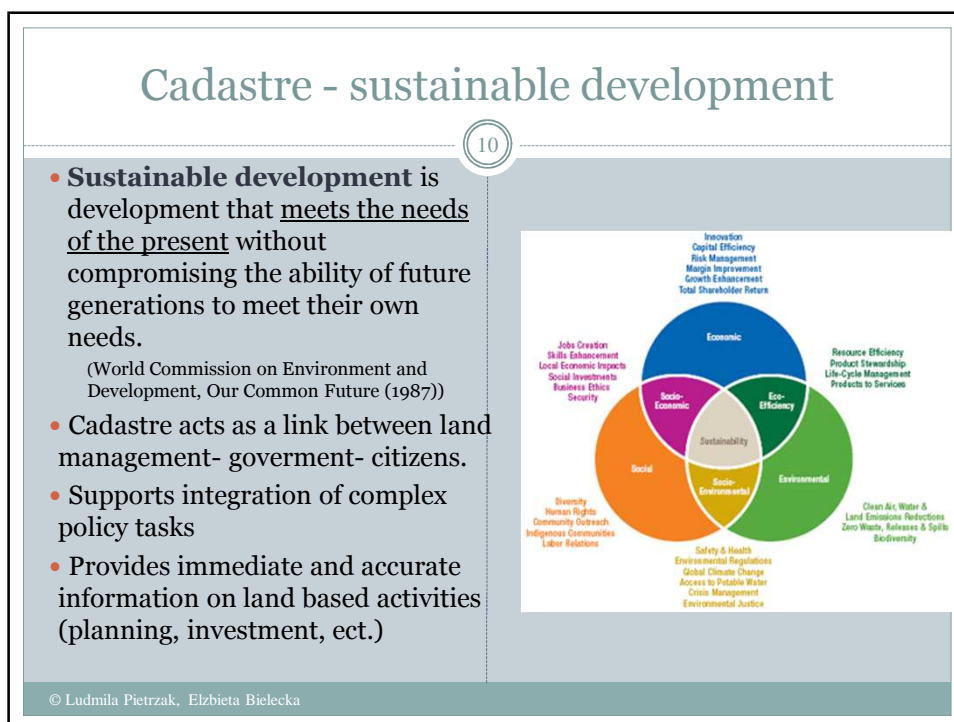 Cadastre - sustainable development
10
• Sustainable development is
development that meets the needs
of the present without
compromising the ability of future
generations to meet their own
needs.
(World Commission on Environment and
Development, Our Common Future (1987))
• Cadastre acts as a link between land
management- goverment- citizens.
• Supports integration of complex
policy tasks
• Provides immediate and accurate
information on land based activities
(planning, investment, ect.)
Innovation
Capital Efficiency
Risk Management
Margin Improvement
Growth Enhancement
Total Shareholder Return
Economic
Jobs Creation
Skills Enhancement
Local Economic Impacts
Social Investments
Business Ethics
Security
Resource Efficiency
Product Stewardship
Life-Cycle Management
Products to Services
Socio-
Economic
Eco-
Efficiency
Sustainability
Social
Socio-
Environmental
Environmental
Diversity
Human Rights
Community Outreach
Indigenous Communities
Labor Relations
Clean Air, Water &
Land Emissions Reductions
Zero Waste, Releases & Spills
Biodiversity
Safety & Health
Environmental Regulations
Global Climate Change
Access to Potable Water
Crisis Management
Environmental Justice
© Ludmila Pietrzak, Elzbieta Bielecka